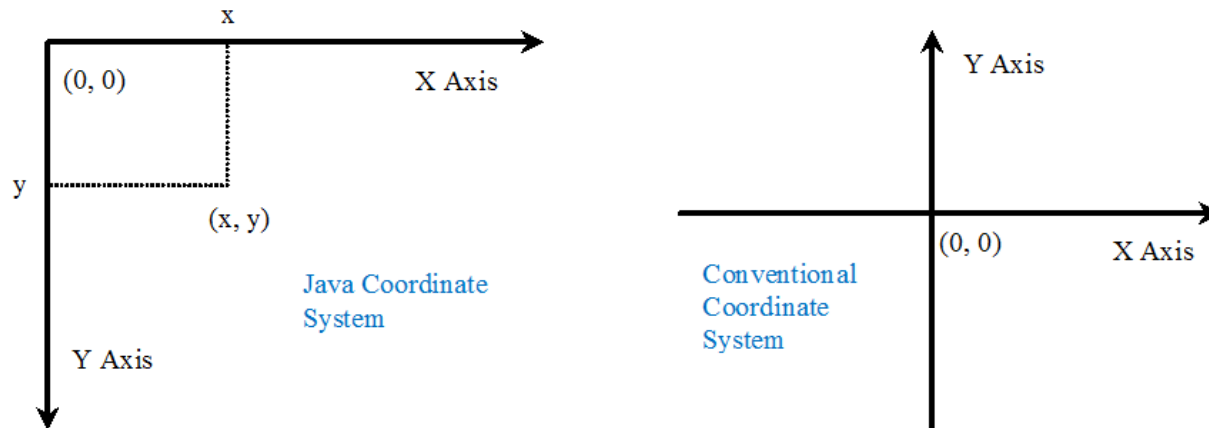 x
(0, 0)
X Axis
y
(x, y)
Java Coordinate
System
Y Axis
Y Axis
(0, 0)
X Axis
Conventional
Coordinate
System